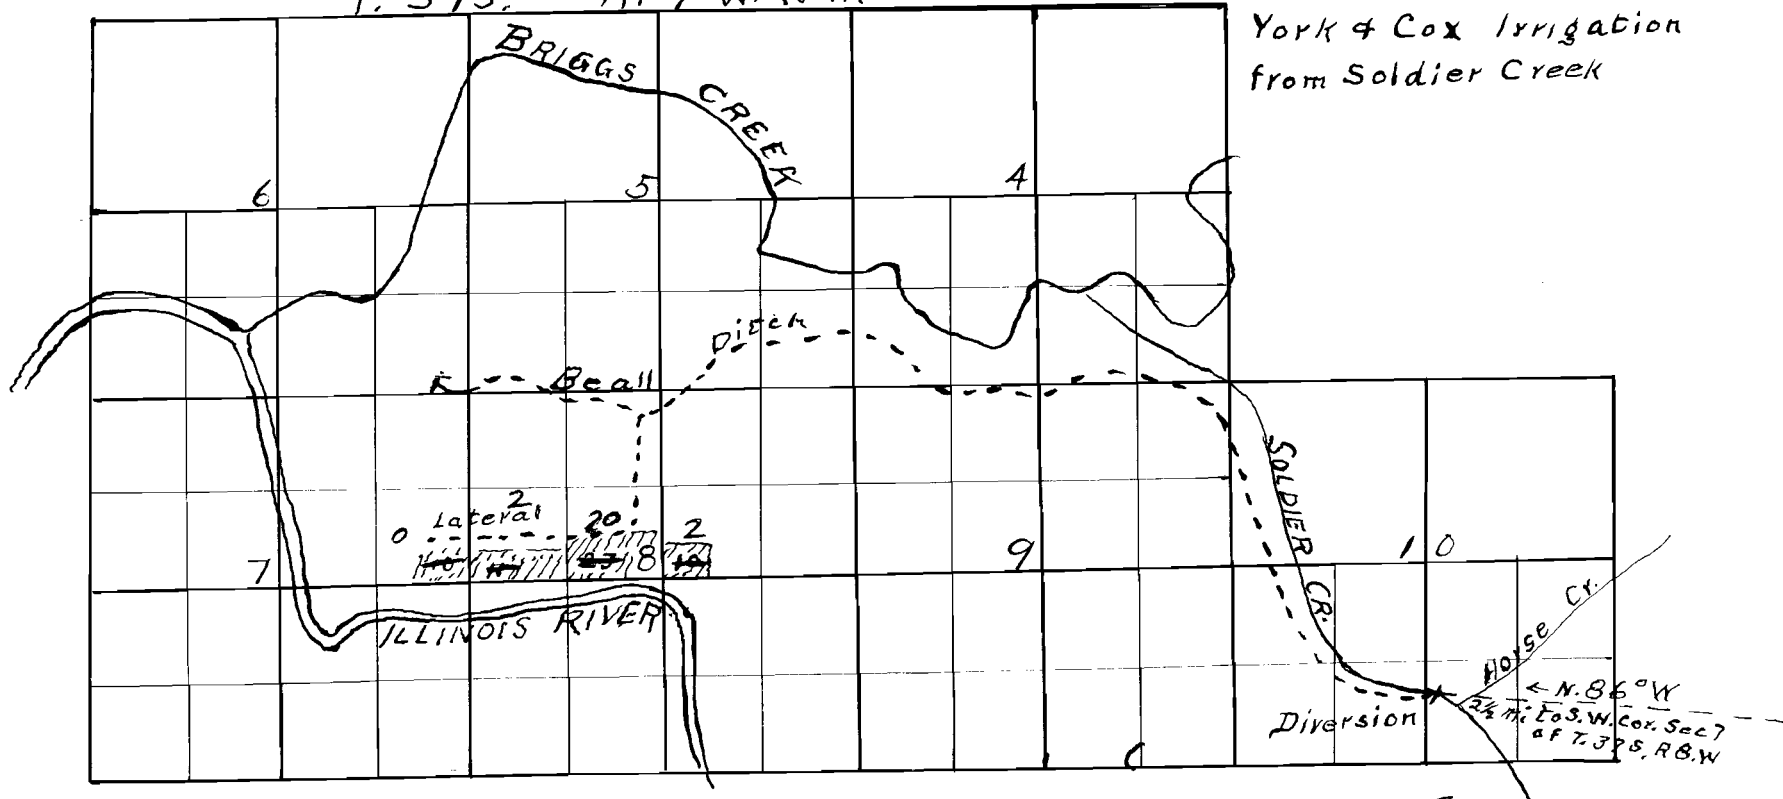 York & Cox Irrigation
from Soldier Creek
BRIGGS
CREEK
6
5
4
Ditch
Beall
SOLDIER
CR.
2
Lateral
20
2
0
7
8
9
10
ILLINOIS RIVER
Horse
Cr.
← N. 86° W
2½ Mi. to S.W. Cor. Sec 7
of T. 37 S. R 8. W
Diversion